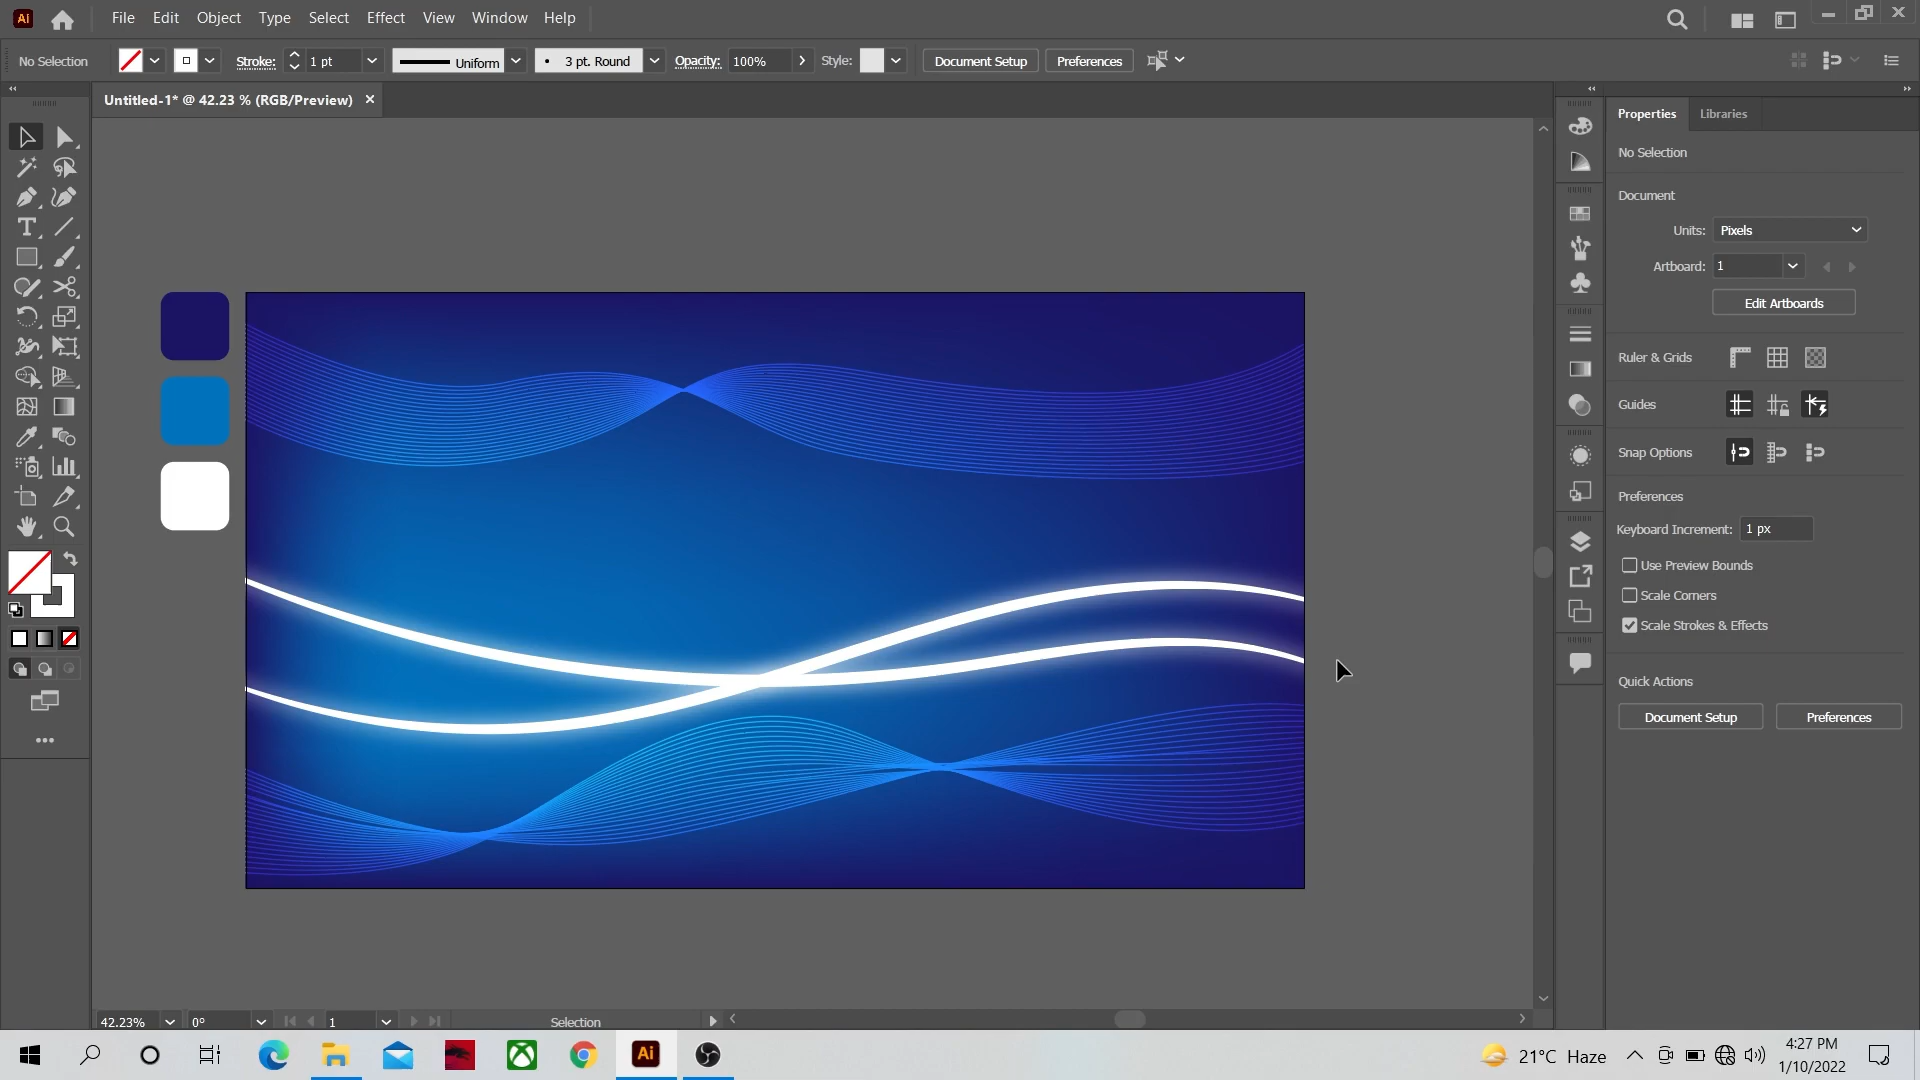 Ai File Edit Object Type Select Effect View Window Help
No Selection Stroke: 1 pt Uniform 3 pt. Round Opacity: 100% Style: Document Setup Preferences
Untitled-1* @ 42.23 % (RGB/Preview)
Properties Libraries
No Selection
Document
Units: Pixels
Artboard: 1
Edit Artboards
Ruler & Grids
Guides
Snap Options
Preferences
Keyboard Increment: 1 px
Use Preview Bounds
Scale Corners
Scale Strokes & Effects
Quick Actions
Document Setup Preferences
42.23% 0° 1 Selection
Ai 21°C Haze 4:27 PM
1/10/2022